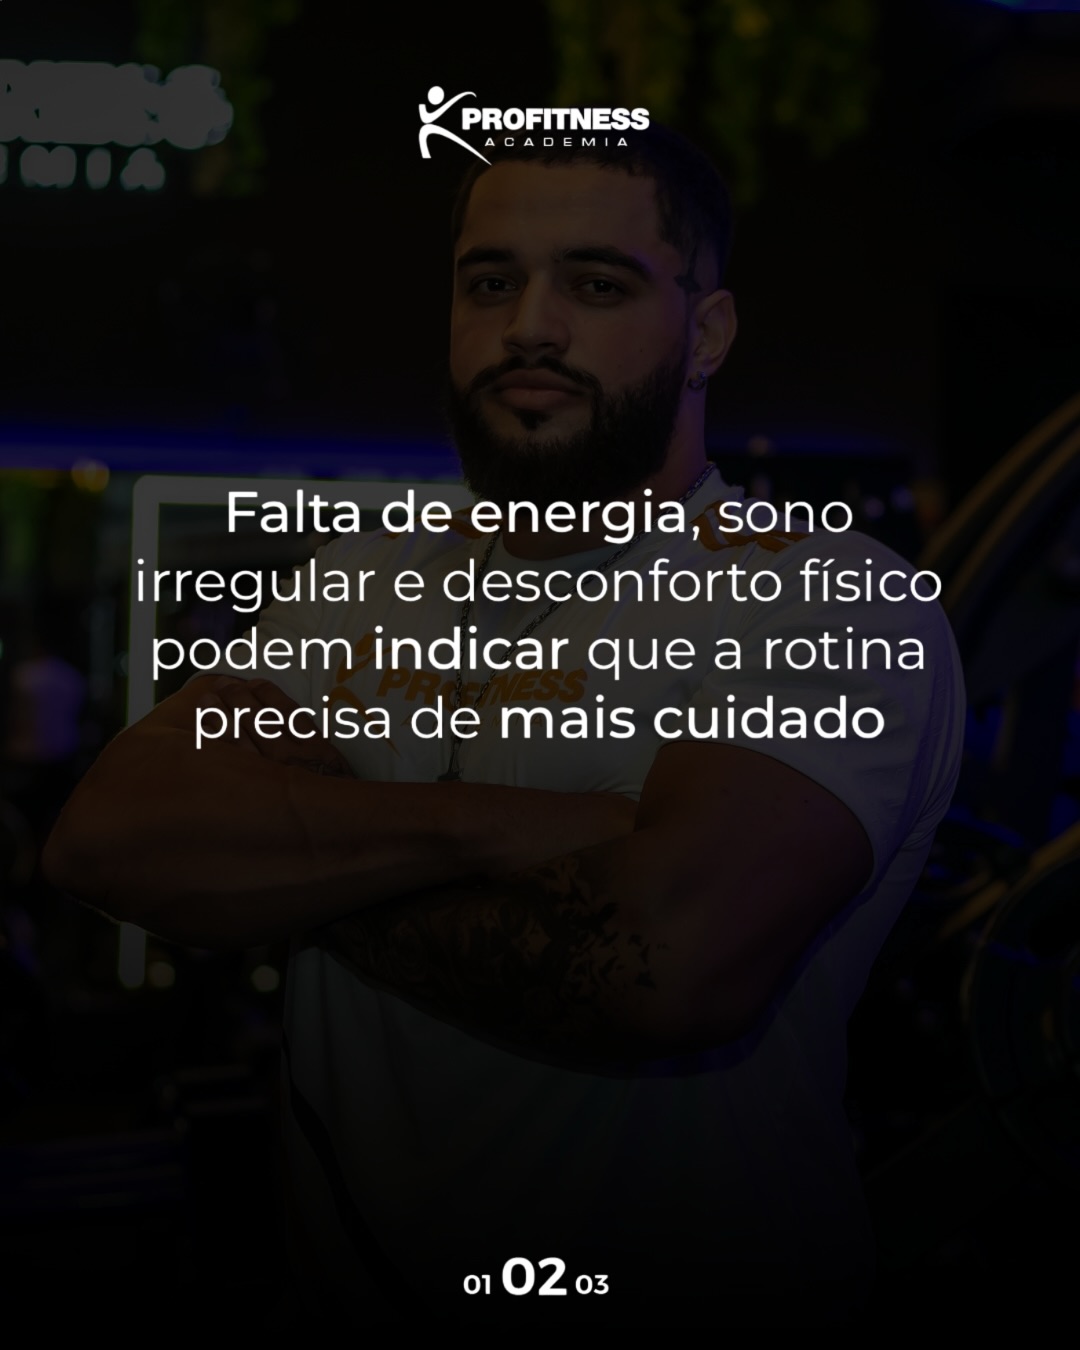 PROFITNESS
ACADEMIA
Falta de energia, sono
irregular e desconforto físico
podem indicar que a rotina
precisa de mais cuidado
01 02 03